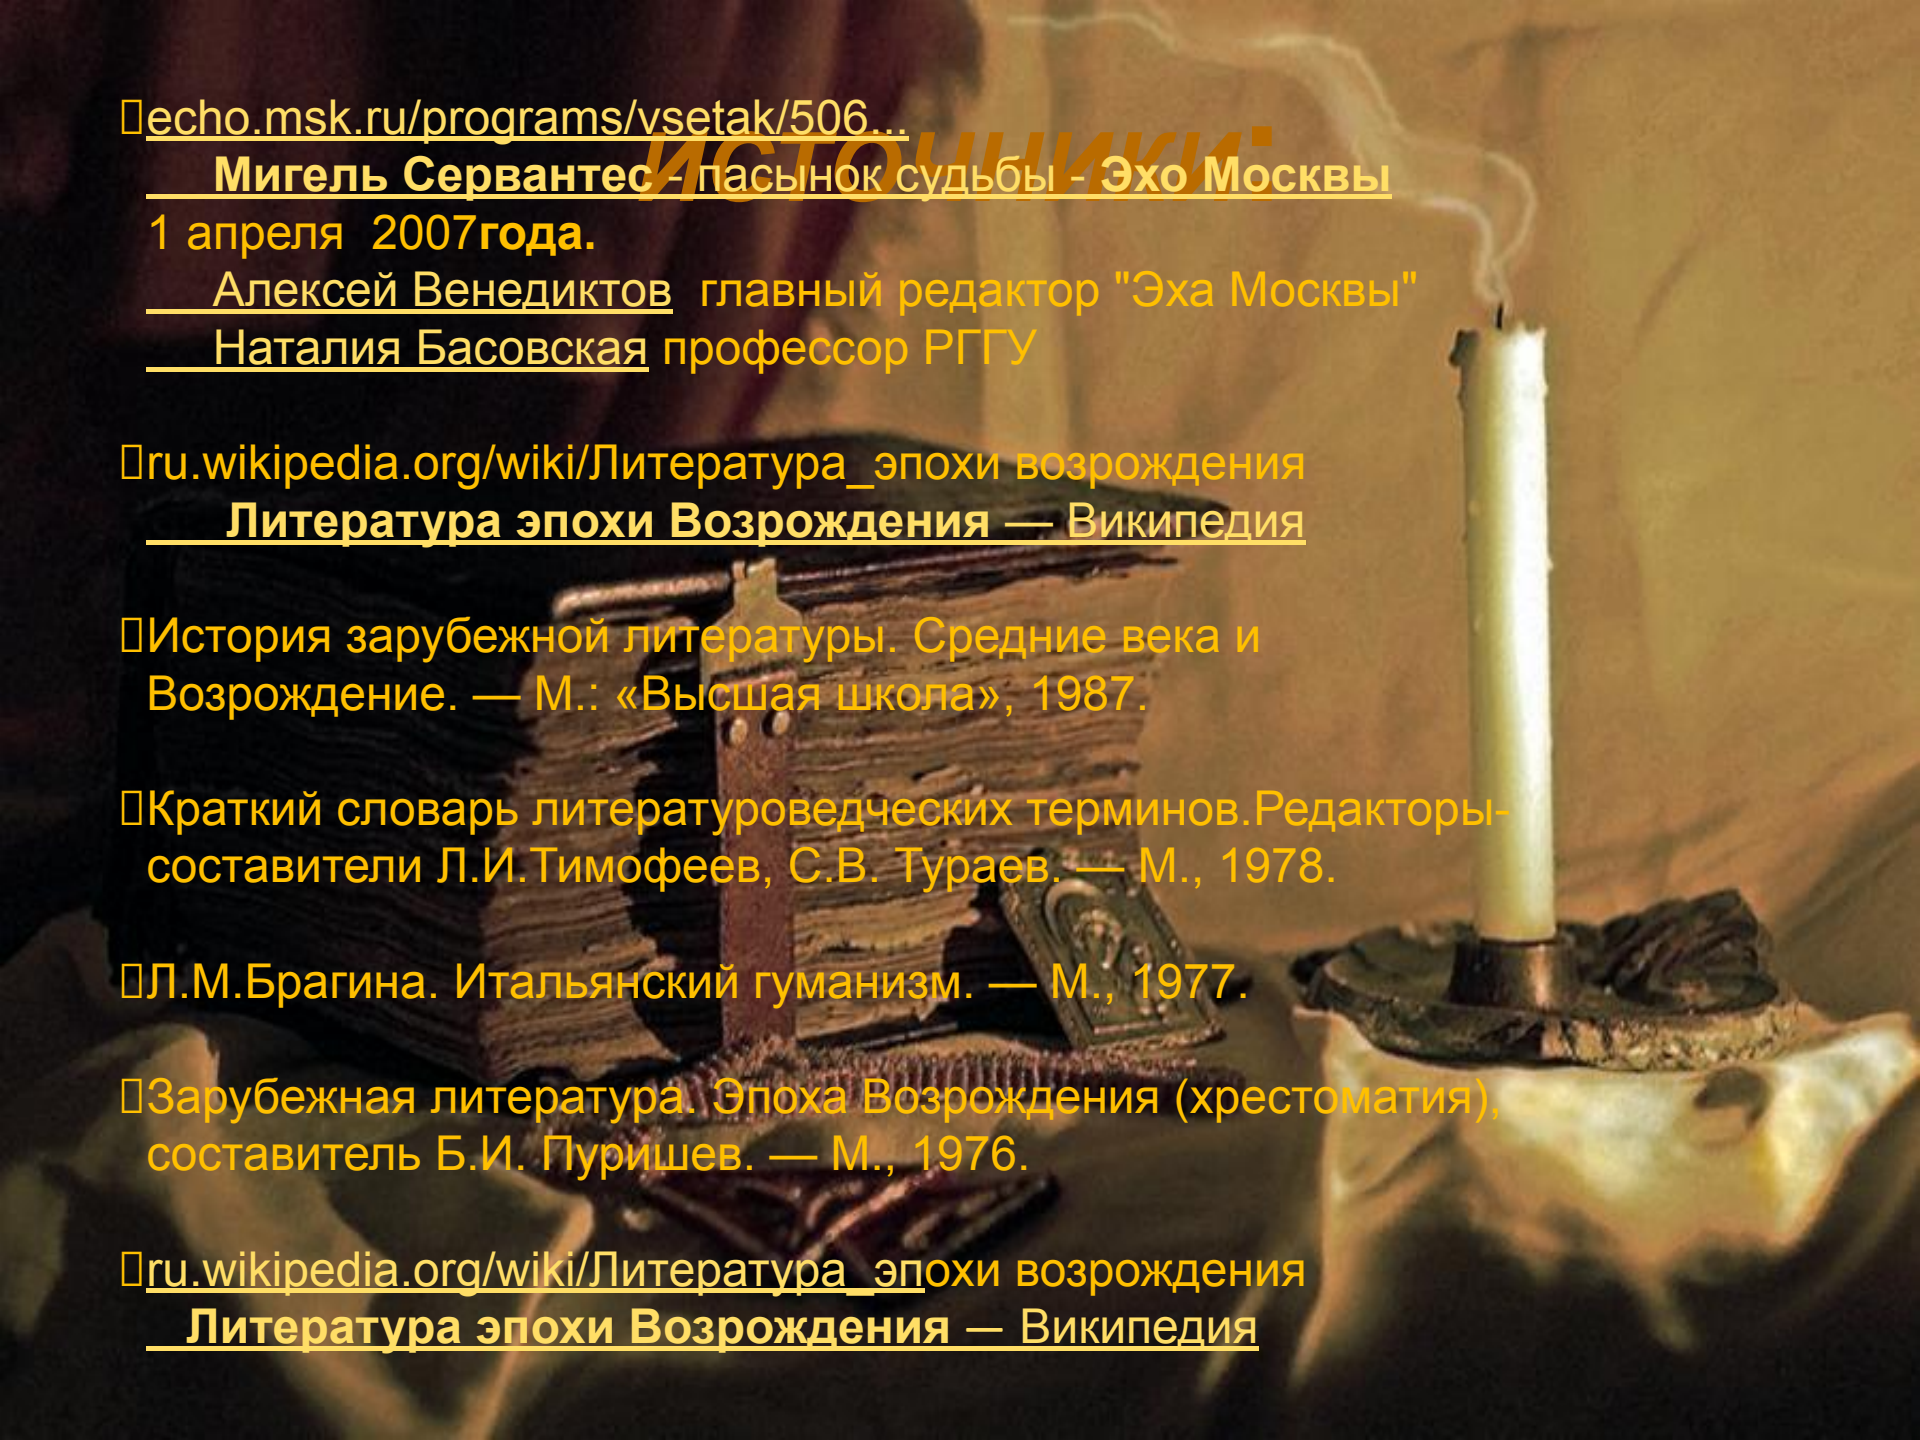 источники:
echo.msk.ru/programs/vsetak/506...
Мигель Сервантес - пасынок судьбы - Эхо Москвы
1 апреля 2007года.
Алексей Венедиктов главный редактор "Эха Москвы"
Наталия Басовская профессор РГГУ
ru.wikipedia.org/wiki/Литература_эпохи возрождения
Литература эпохи Возрождения — Википедия
История зарубежной литературы. Средние века и
Возрождение. — М.: «Высшая школа», 1987.
Краткий словарь литературоведческих терминов.Редакторы-
составители Л.И.Тимофеев, С.В. Тураев. — М., 1978.
Л.М.Брагина. Итальянский гуманизм. — М., 1977.
Зарубежная литература. Эпоха Возрождения (хрестоматия),
составитель Б.И. Пуришев. — М., 1976.
ru.wikipedia.org/wiki/Литература_эпохи возрождения
Литература эпохи Возрождения — Википедия